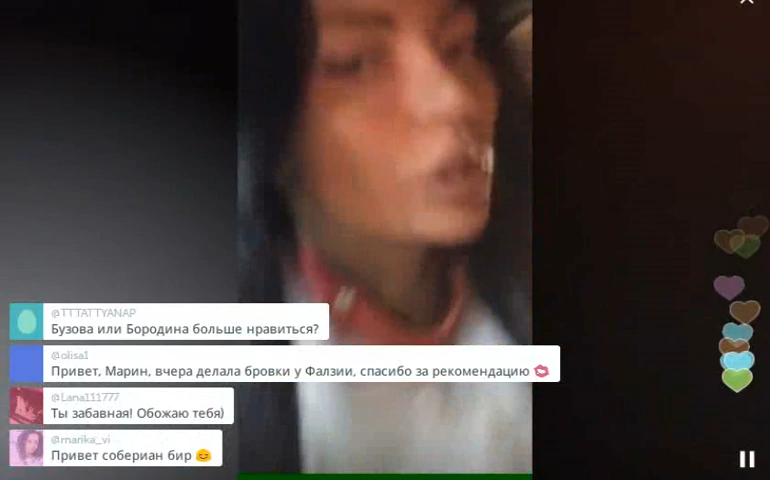 @TTTATTYANAP
Бузова или Бородина больше нравиться?
@olisa1
Привет, Марин, вчера делала бровки у Фалзии, спасибо за рекомендацию 💋
@Lana111777
Ты забавная! Обожаю тебя)
@marika_vi
Привет собериан бир 😊